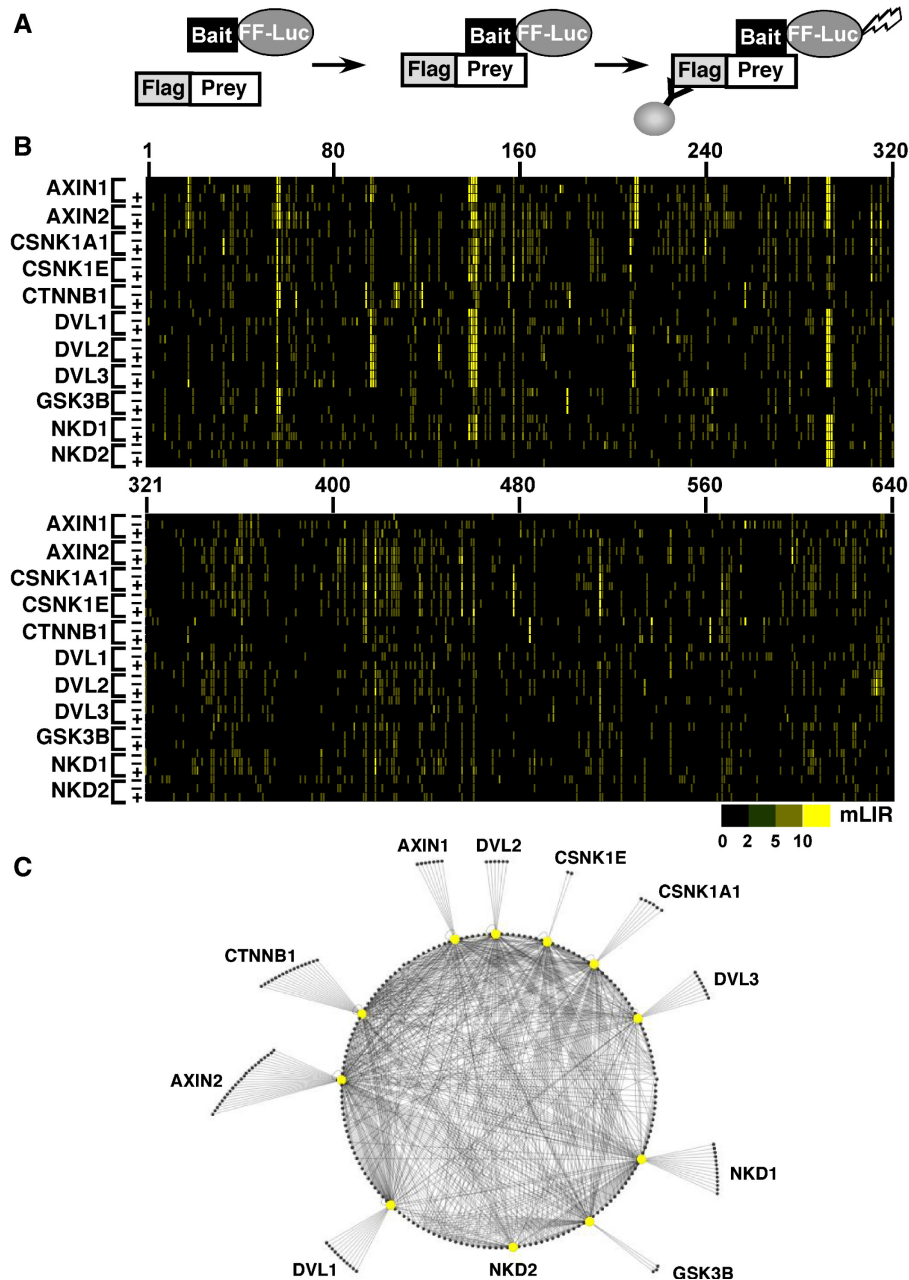 A
Bait FF-Luc
Flag Prey
Bait FF-Luc
Flag Prey
Bait FF-Luc
Flag Prey
B
1 80 160 240 320
AXIN1 − +
AXIN2 − +
CSNK1A1 − +
CSNK1E − +
CTNNB1 − +
DVL1 − +
DVL2 − +
DVL3 − +
GSK3B − +
NKD1 − +
NKD2 − +
321 400 480 560 640
AXIN1 − +
AXIN2 − +
CSNK1A1 − +
CSNK1E − +
CTNNB1 − +
DVL1 − +
DVL2 − +
DVL3 − +
GSK3B − +
NKD1 − +
NKD2 − +
mLIR
0 2 5 10
C
AXIN1 DVL2 CSNK1E
CSNK1A1
CTNNB1
DVL3
AXIN2
NKD1
DVL1 NKD2 GSK3B